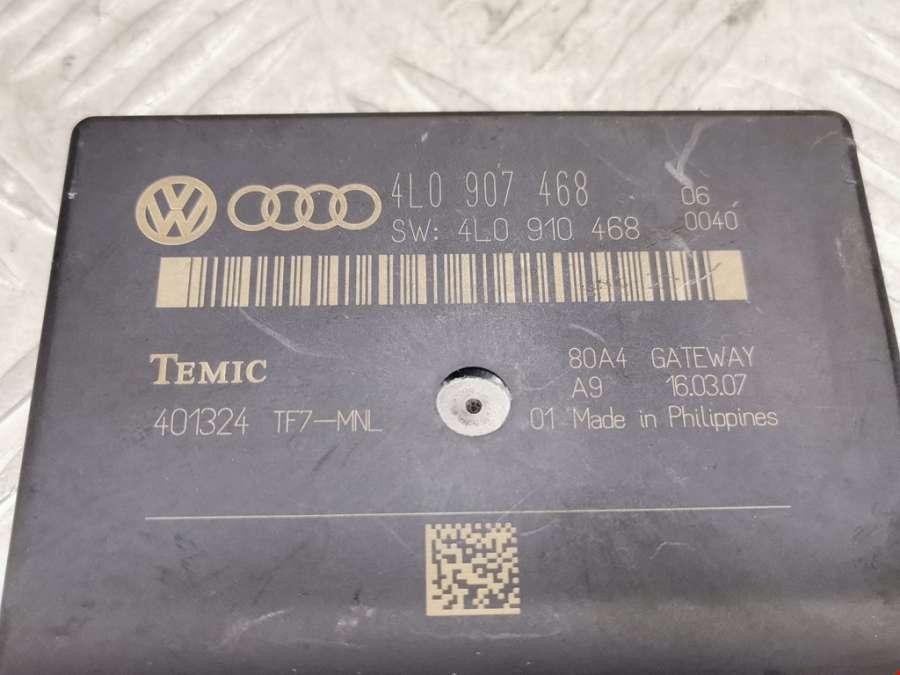 4L0 907 468 06
SW: 4L0 910 468 0040
TEMIC 80A4 GATEWAY
A9 16.03.07
401324 TF7-MNL 01 Made in Philippines